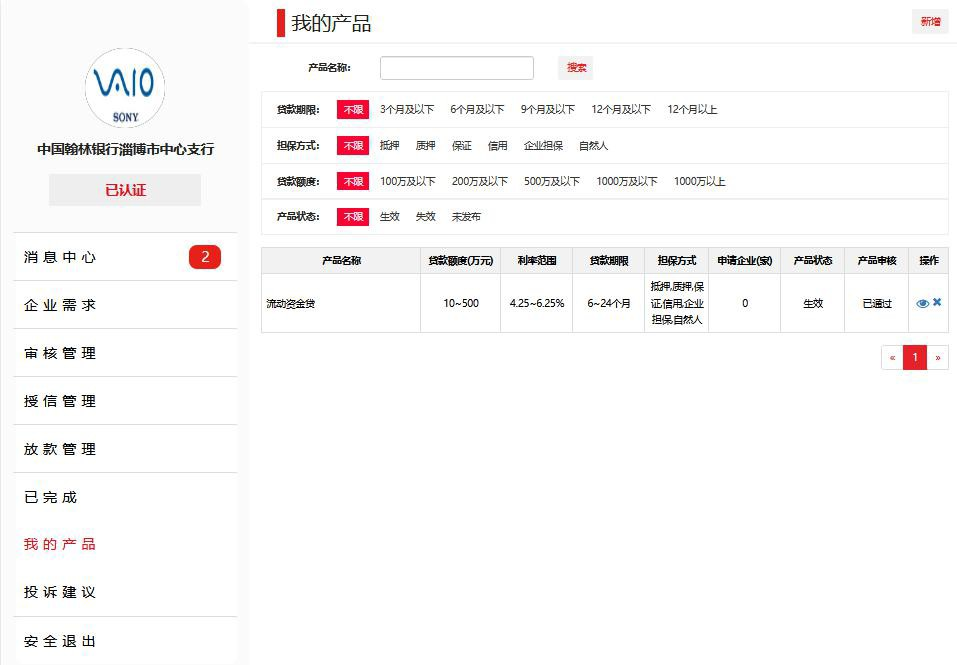 VAIO
SONY
中国翰林银行淄博市中心支行
已认证
消息中心 2
企业需求
审核管理
授信管理
放款管理
已完成
我的产品
投诉建议
安全退出
我的产品 新增
产品名称: 搜索
贷款期限: 不限 3个月及以下 6个月及以下 9个月及以下 12个月及以下 12个月以上
担保方式: 不限 抵押 质押 保证 信用 企业担保 自然人
贷款额度: 不限 100万及以下 200万及以下 500万及以下 1000万及以下 1000万以上
产品状态: 不限 生效 失效 未发布
产品名称 贷款额度(万元) 利率范围 贷款期限 担保方式 申请企业(家) 产品状态 产品审核 操作
流动资金贷 10~500 4.25~6.25% 6~24个月 抵押,质押,保
证,信用,企业
担保,自然人 0 生效 已通过
« 1 »